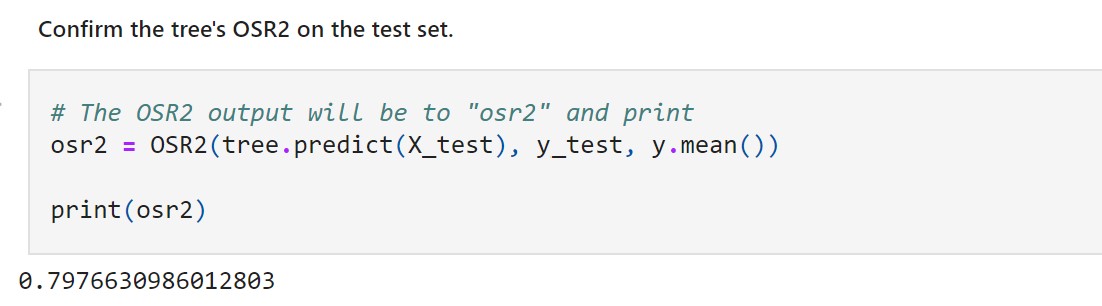 Confirm the tree's OSR2 on the test set.
# The OSR2 output will be to "osr2" and print
osr2 = OSR2(tree.predict(X_test), y_test, y.mean())
print(osr2)
0.7976630986012803